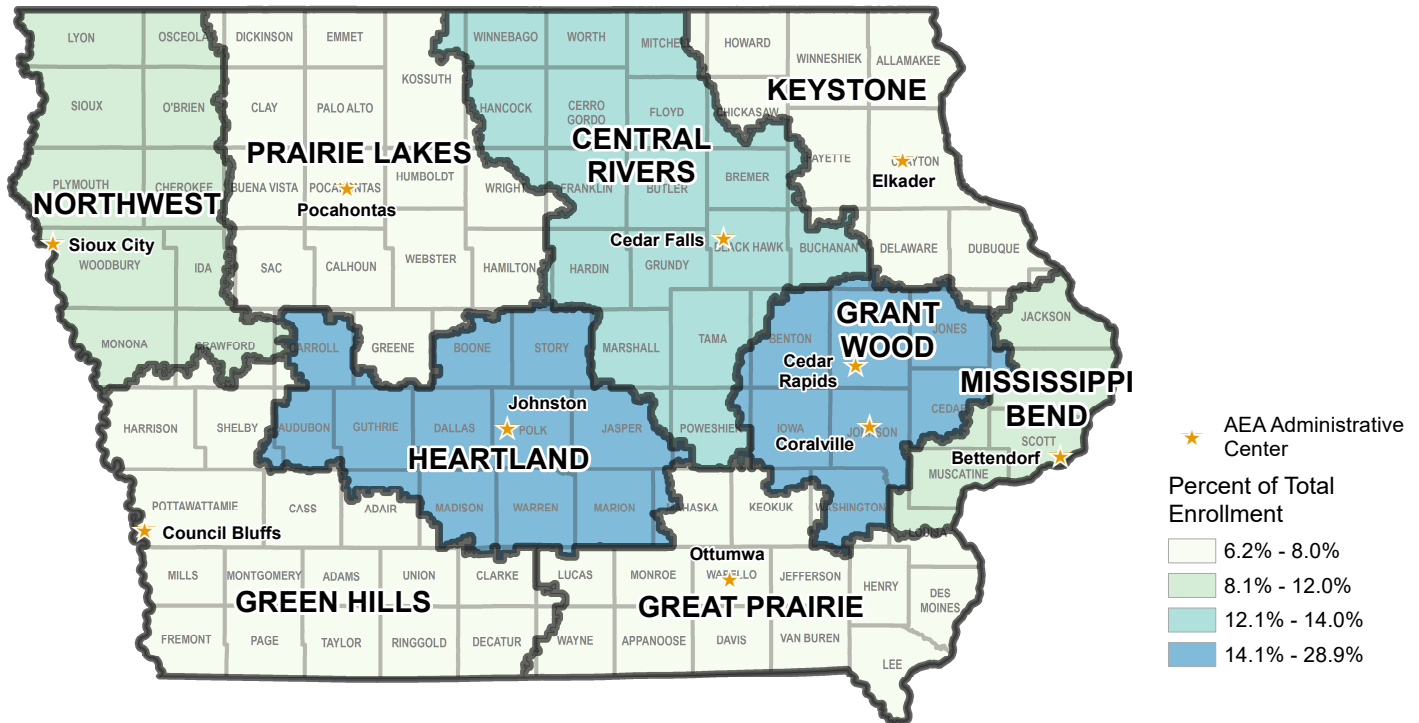 LYON
OSCEOLA
DICKINSON
EMMET
WINNEBAGO
WORTH
MITCHELL
HOWARD
WINNESHIEK
ALLAMAKEE
KOSSUTH
KEYSTONE
SIOUX
O'BRIEN
CLAY
PALO ALTO
HANCOCK
CERRO
GORDO
FLOYD
CHICKASAW
PRAIRIE LAKES
CENTRAL
RIVERS
FAYETTE
CLAYTON
Elkader
PLYMOUTH
CHEROKEE
BUENA VISTA
POCAHONTAS
HUMBOLDT
WRIGHT
FRANKLIN
BUTLER
BREMER
NORTHWEST
Pocahontas
Sioux City
WOODBURY
IDA
SAC
CALHOUN
WEBSTER
HAMILTON
HARDIN
GRUNDY
Cedar Falls
BLACK HAWK
BUCHANAN
DELAWARE
DUBUQUE
MONONA
CRAWFORD
CARROLL
GREENE
BOONE
STORY
MARSHALL
TAMA
BENTON
GRANT
WOOD
JONES
JACKSON
Cedar
Rapids
MISSISSIPPI
BEND
HARRISON
SHELBY
AUDUBON
GUTHRIE
DALLAS
Johnston
POLK
JASPER
POWESHIEK
IOWA
JOHNSON
Coralville
CEDAR
SCOTT
Bettendorf
MUSCATINE
HEARTLAND
POTTAWATTAMIE
CASS
ADAIR
MADISON
WARREN
MARION
MAHASKA
KEOKUK
WASHINGTON
LOUISA
Council Bluffs
Ottumwa
MILLS
MONTGOMERY
ADAMS
UNION
CLARKE
LUCAS
MONROE
WAPELLO
JEFFERSON
HENRY
DES
MOINES
GREEN HILLS
GREAT PRAIRIE
FREMONT
PAGE
TAYLOR
RINGGOLD
DECATUR
WAYNE
APPANOOSE
DAVIS
VAN BUREN
LEE
AEA Administrative
Center
Percent of Total
Enrollment
6.2% - 8.0%
8.1% - 12.0%
12.1% - 14.0%
14.1% - 28.9%